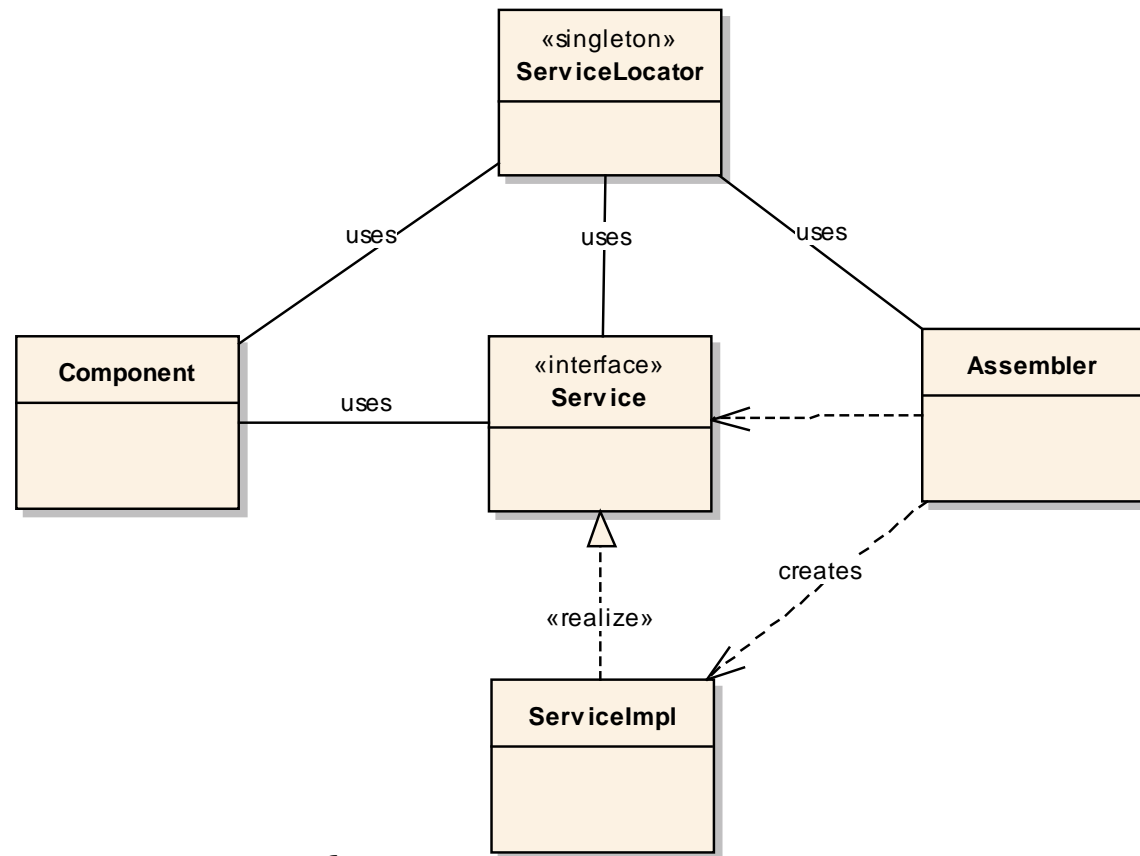 «singleton»
ServiceLocator
uses
uses
uses
Component
uses
«interface»
Service
Assembler
creates
«realize»
ServiceImpl